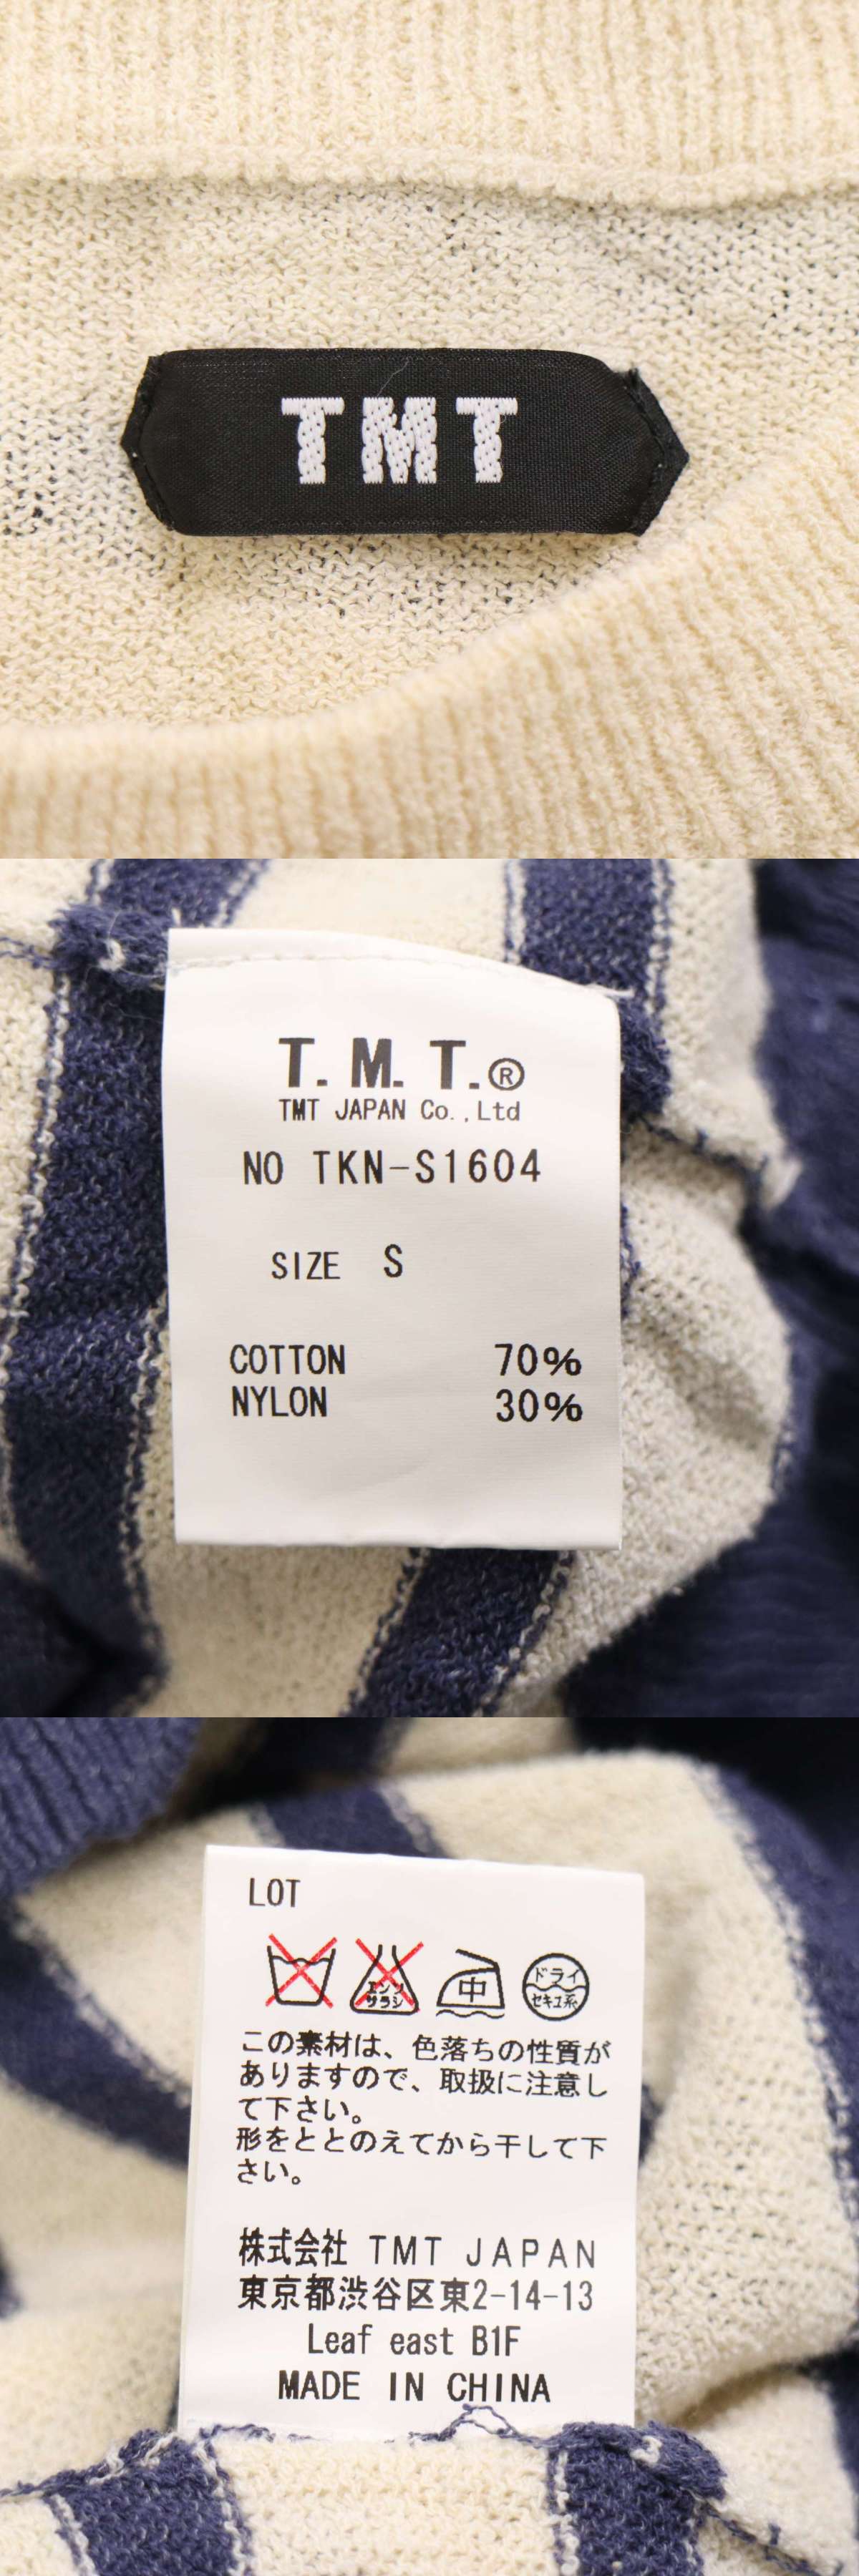 TMT
T. M. T.®
TMT JAPAN Co.,Ltd
NO TKN-S1604
SIZE S
COTTON 70%
NYLON 30%
LOT
エンソ
サラシ
中
ドライ
セキユ系
この素材は、色落ちの性質が
ありますので、取扱に注意し
て下さい。
形をととのえてから干して下
さい。
株式会社 TMT JAPAN
東京都渋谷区東2-14-13
Leaf east B1F
MADE IN CHINA